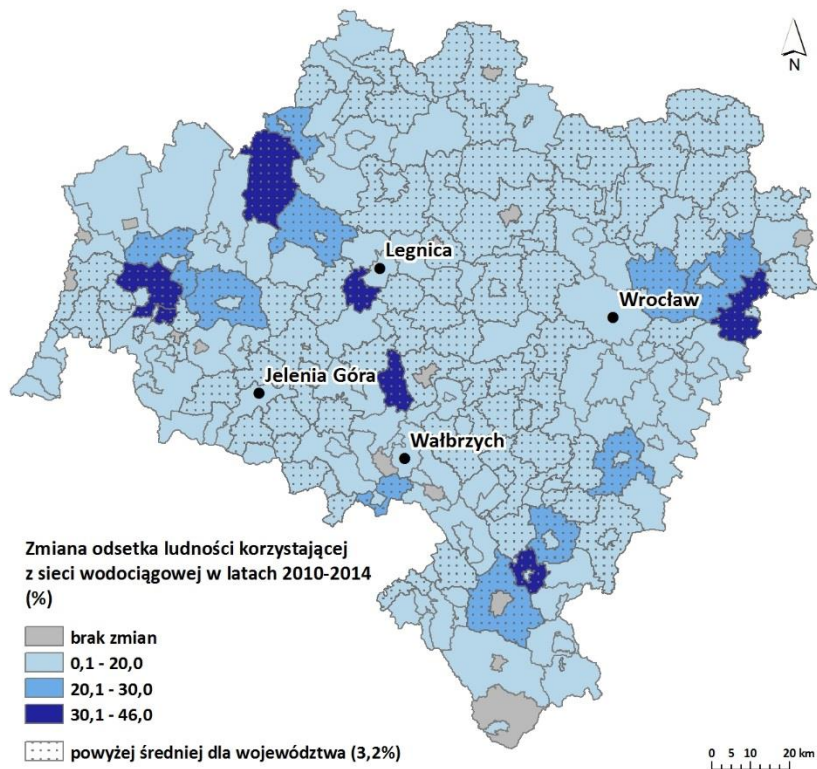 N
Legnica
Wrocław
Jelenia Góra
Wałbrzych
Zmiana odsetka ludności korzystającej
z sieci wodociągowej w latach 2010-2014
(%)
brak zmian
0,1 - 20,0
20,1 - 30,0
30,1 - 46,0
powyżej średniej dla województwa (3,2%)
0 5 10 20 km